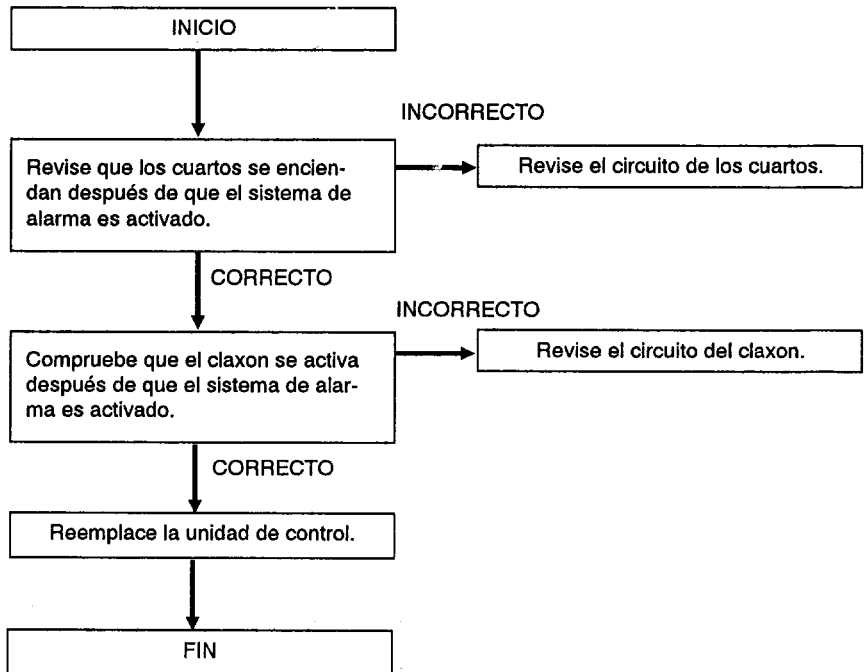 INICIO
INCORRECTO
Revise que los cuartos se encien-
dan después de que el sistema de
alarma es activado.
Revise el circuito de los cuartos.
CORRECTO
INCORRECTO
Compruebe que el claxon se activa
después de que el sistema de alar-
ma es activado.
Revise el circuito del claxon.
CORRECTO
Reemplace la unidad de control.
FIN